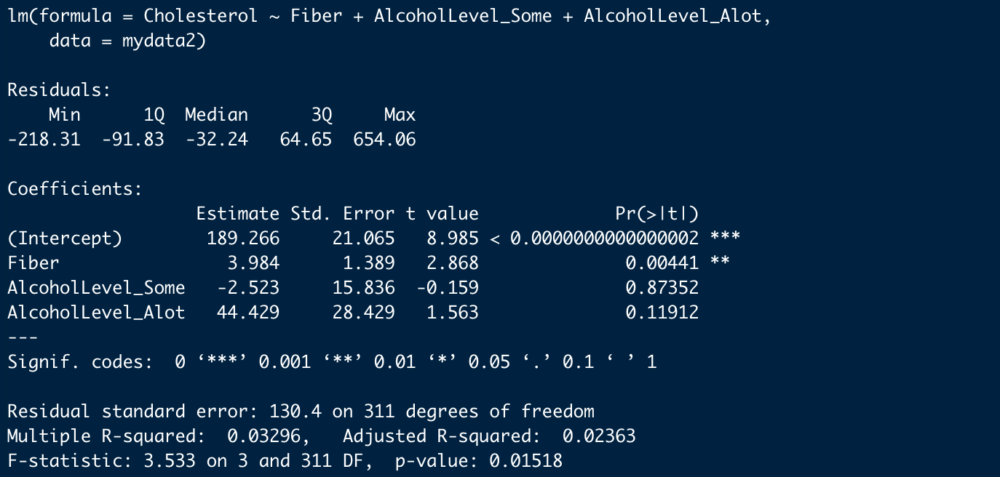 lm(formula = Cholesterol ~ Fiber + AlcoholLevel_Some + AlcoholLevel_Alot,
    data = mydata2)

Residuals:
    Min      1Q  Median      3Q     Max
-218.31  -91.83  -32.24   64.65  654.06

Coefficients:
                  Estimate Std. Error t value             Pr(>|t|)
(Intercept)        189.266     21.065   8.985 < 0.0000000000000002 ***
Fiber                3.984      1.389   2.868              0.00441 **
AlcoholLevel_Some   -2.523     15.836  -0.159              0.87352
AlcoholLevel_Alot   44.429     28.429   1.563              0.11912
---
Signif. codes:  0 ‘***’ 0.001 ‘**’ 0.01 ‘*’ 0.05 ‘.’ 0.1 ‘ ’ 1

Residual standard error: 130.4 on 311 degrees of freedom
Multiple R-squared:  0.03296,   Adjusted R-squared:  0.02363
F-statistic: 3.533 on 3 and 311 DF,  p-value: 0.01518